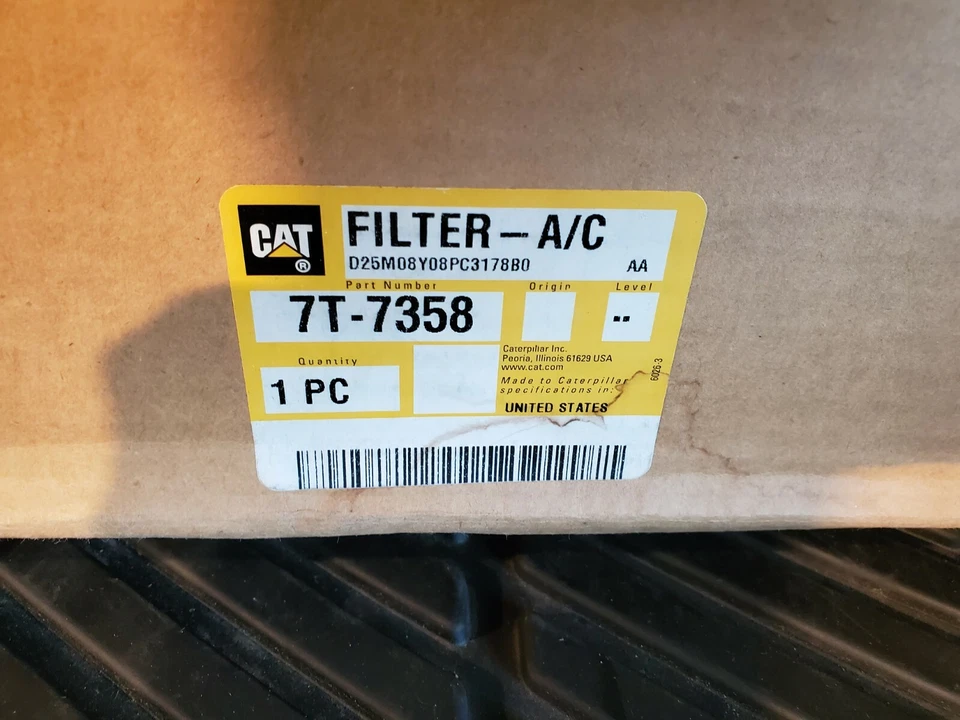 CAT®
FILTER – A/C
D25M08Y08PC3178B0 AA
Part Number Origin Level
7T-7358 --
Quantity
1 PC
Caterpillar Inc.
Peoria, Illinois 61629 USA
www.cat.com
Made to Caterpillar
specifications in:
UNITED STATES
6026-3